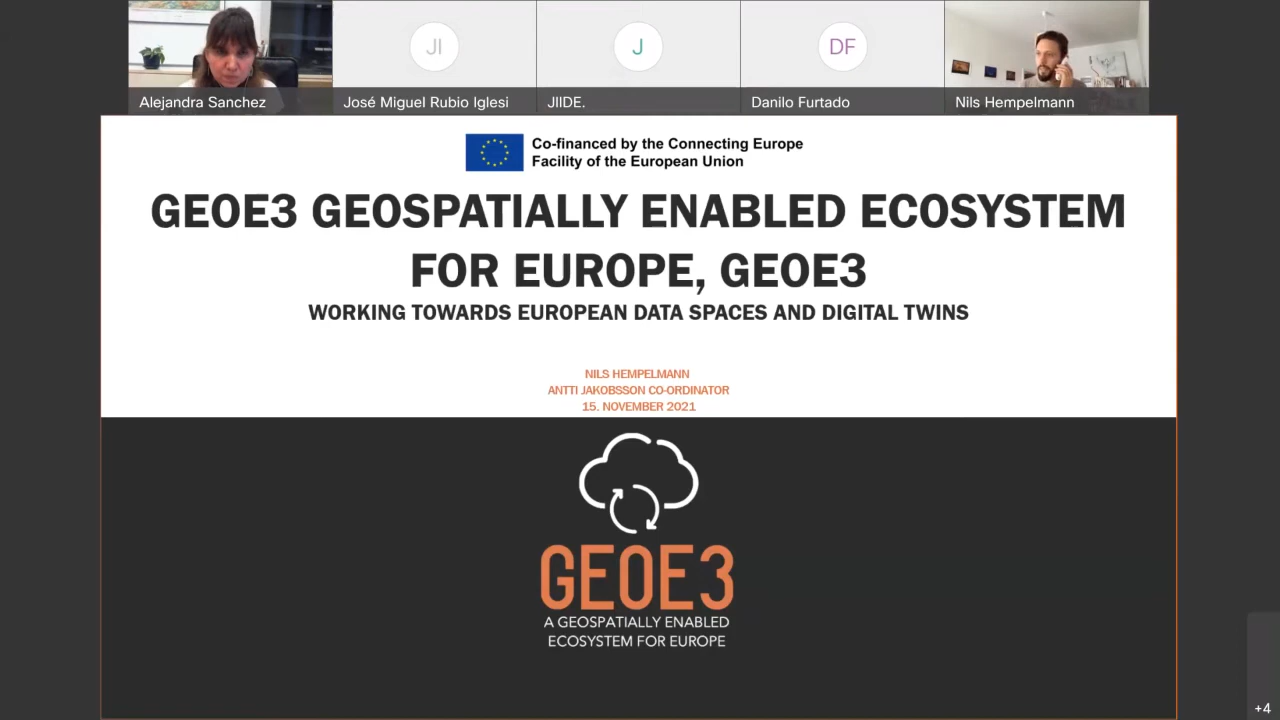 JI
J
DF
Alejandra Sanchez
José Miguel Rubio Iglesi
JIIDE.
Danilo Furtado
Nils Hempelmann
Co-financed by the Connecting Europe
Facility of the European Union
GEOE3 GEOSPATIALLY ENABLED ECOSYSTEM
FOR EUROPE, GEOE3
WORKING TOWARDS EUROPEAN DATA SPACES AND DIGITAL TWINS
NILS HEMPELMANN
ANTTI JAKOBSSON CO-ORDINATOR
15. NOVEMBER 2021
GEOE3
A GEOSPATIALLY ENABLED
ECOSYSTEM FOR EUROPE
+4